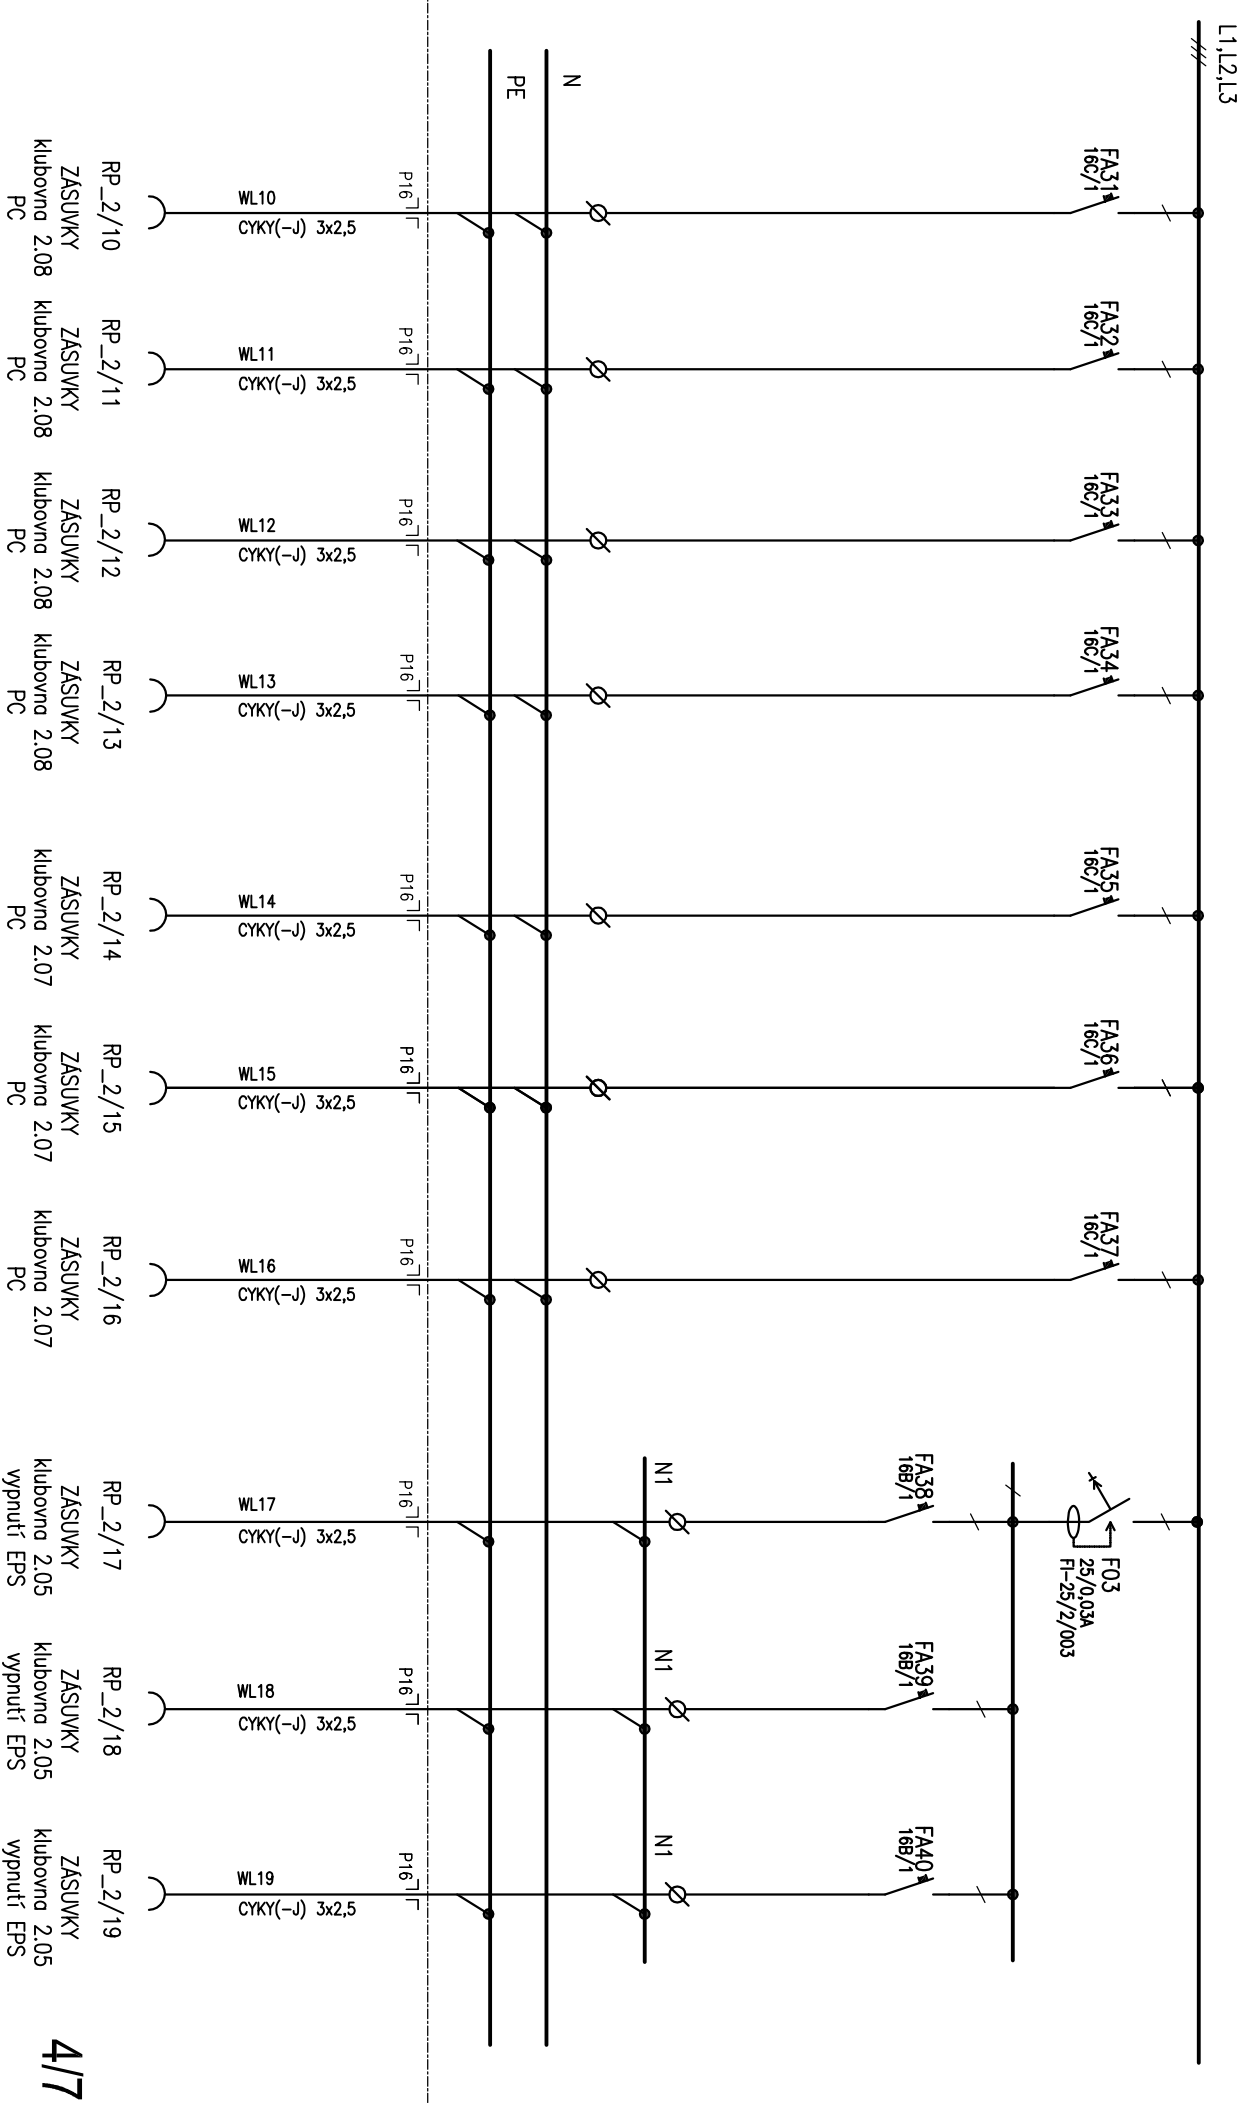 L1,L2,L3
N
PE
FA31
16C/1
P16
WL10
CYKY(-J) 3x2,5
RP_2/10
ZÁSUVKY
klubovna 2.08
PC
FA32
16C/1
P16
WL11
CYKY(-J) 3x2,5
RP_2/11
ZÁSUVKY
klubovna 2.08
PC
FA33
16C/1
P16
WL12
CYKY(-J) 3x2,5
RP_2/12
ZÁSUVKY
klubovna 2.08
PC
FA34
16C/1
P16
WL13
CYKY(-J) 3x2,5
RP_2/13
ZÁSUVKY
klubovna 2.08
PC
FA35
16C/1
P16
WL14
CYKY(-J) 3x2,5
RP_2/14
ZÁSUVKY
klubovna 2.07
PC
FA36
16C/1
P16
WL15
CYKY(-J) 3x2,5
RP_2/15
ZÁSUVKY
klubovna 2.07
PC
FA37
16C/1
P16
WL16
CYKY(-J) 3x2,5
RP_2/16
ZÁSUVKY
klubovna 2.07
PC
F03
25/0,03A
FI-25/2/003
FA38
16B/1
N1
P16
WL17
CYKY(-J) 3x2,5
RP_2/17
ZÁSUVKY
klubovna 2.05
vypnutí EPS
FA39
16B/1
N1
P16
WL18
CYKY(-J) 3x2,5
RP_2/18
ZÁSUVKY
klubovna 2.05
vypnutí EPS
FA40
16B/1
N1
P16
WL19
CYKY(-J) 3x2,5
RP_2/19
ZÁSUVKY
klubovna 2.05
vypnutí EPS
4/7